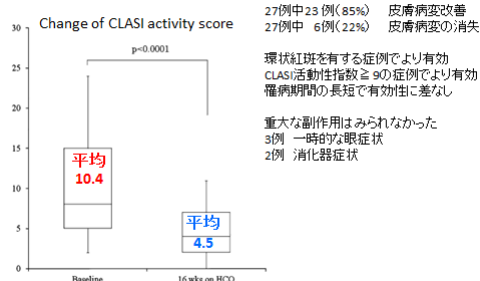 Change of CLASI activity score
p<0.0001
30
25
20
15
10
5
0
平均
10.4
平均
4.5
Baseline
16 wks on HCQ
27例中23例(85%) 皮膚病変改善
27例中 6例(22%) 皮膚病変の消失
環状紅斑を有する症例でより有効
CLASI活動性指数≧9の症例でより有効
罹病期間の長短で有効性に差なし
重大な副作用はみられなかった
3例 一時的な眼症状
2例 消化器症状